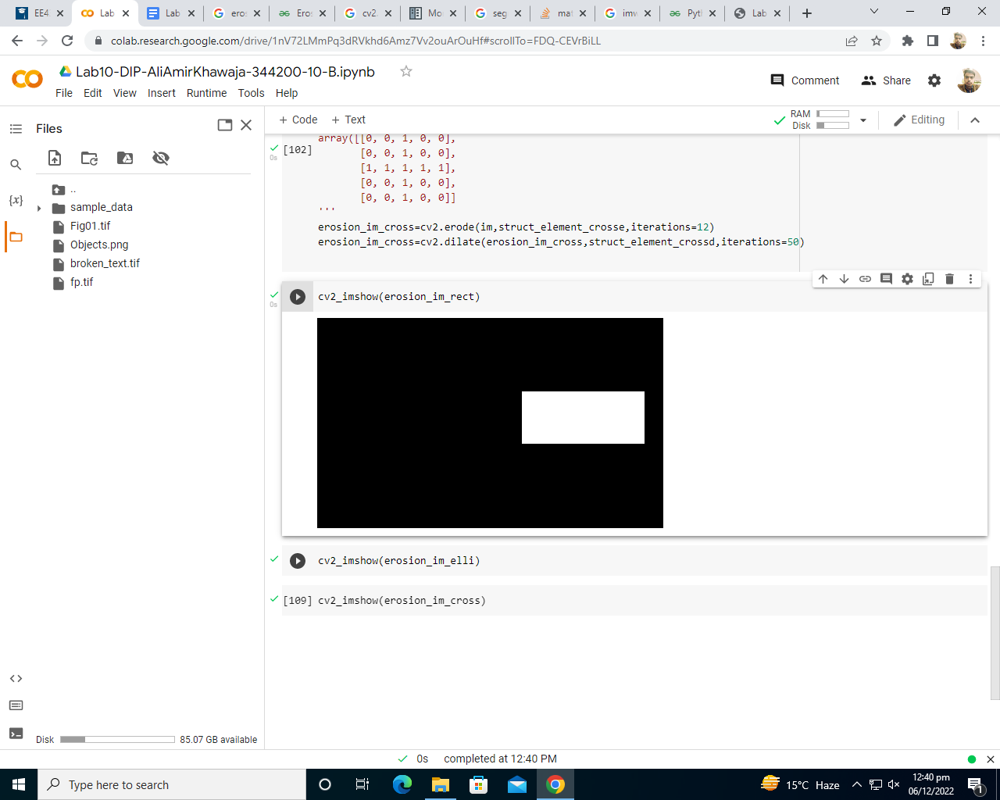 EE4
Lab
Lab
eros
Eros
cv2.
Mo
seg
mat
imw
Pyt
Lab
colab.research.google.com/drive/1nV72LMmPq3dRVkhd6Amz7Vv2ouArOuHf#scrollTo=FDQ-CEVrBiLL
Lab10-DIP-AliAmirKhawaja-344200-10-B.ipynb
File Edit View Insert Runtime Tools Help
Comment
Share
Files
+ Code + Text
RAM
Disk
Editing
..
sample_data
Fig01.tif
Objects.png
broken_text.tif
fp.tif
{x}
Disk
85.07 GB available
[102]
0s
array([[0, 0, 1, 0, 0],
[0, 0, 1, 0, 0],
[1, 1, 1, 1, 1],
[0, 0, 1, 0, 0],
[0, 0, 1, 0, 0]]
'''
erosion_im_cross=cv2.erode(im,struct_element_crosse,iterations=12)
erosion_im_cross=cv2.dilate(erosion_im_cross,struct_element_crossd,iterations=50)
0s
cv2_imshow(erosion_im_rect)
cv2_imshow(erosion_im_elli)
[109] cv2_imshow(erosion_im_cross)
0s completed at 12:40 PM
Type here to search
15°C Haze
12:40 pm
06/12/2022
1